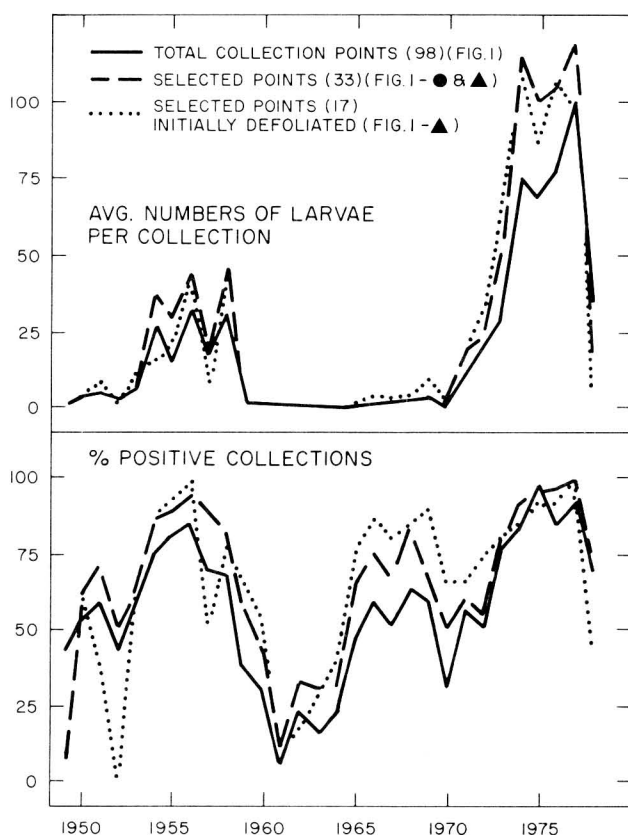 TOTAL COLLECTION POINTS (98)(FIG.1)
SELECTED POINTS (33)(FIG.1-● & ▲)
SELECTED POINTS (17)
INITIALLY DEFOLIATED (FIG.1-▲)
AVG. NUMBERS OF LARVAE
PER COLLECTION
100
75
50
25
0
% POSITIVE COLLECTIONS
100
75
50
25
0
1950 1955 1960 1965 1970 1975